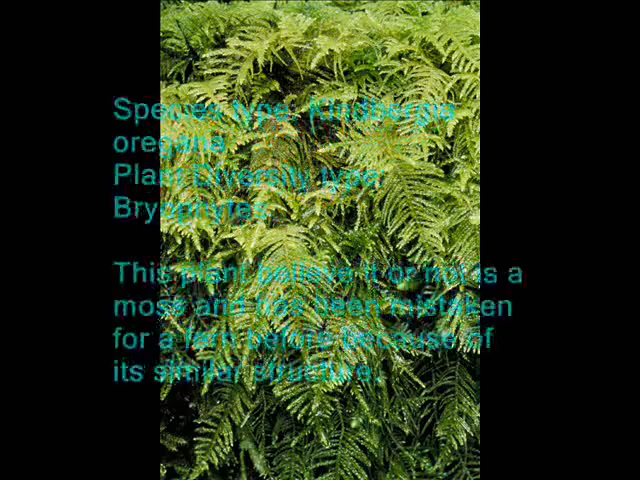 Species type: Kindbergia
oregana
Plant Diversity type:
Bryophytes

This plant believe it or not is a
moss and has been mistaken
for a fern before because of
its similar structure.